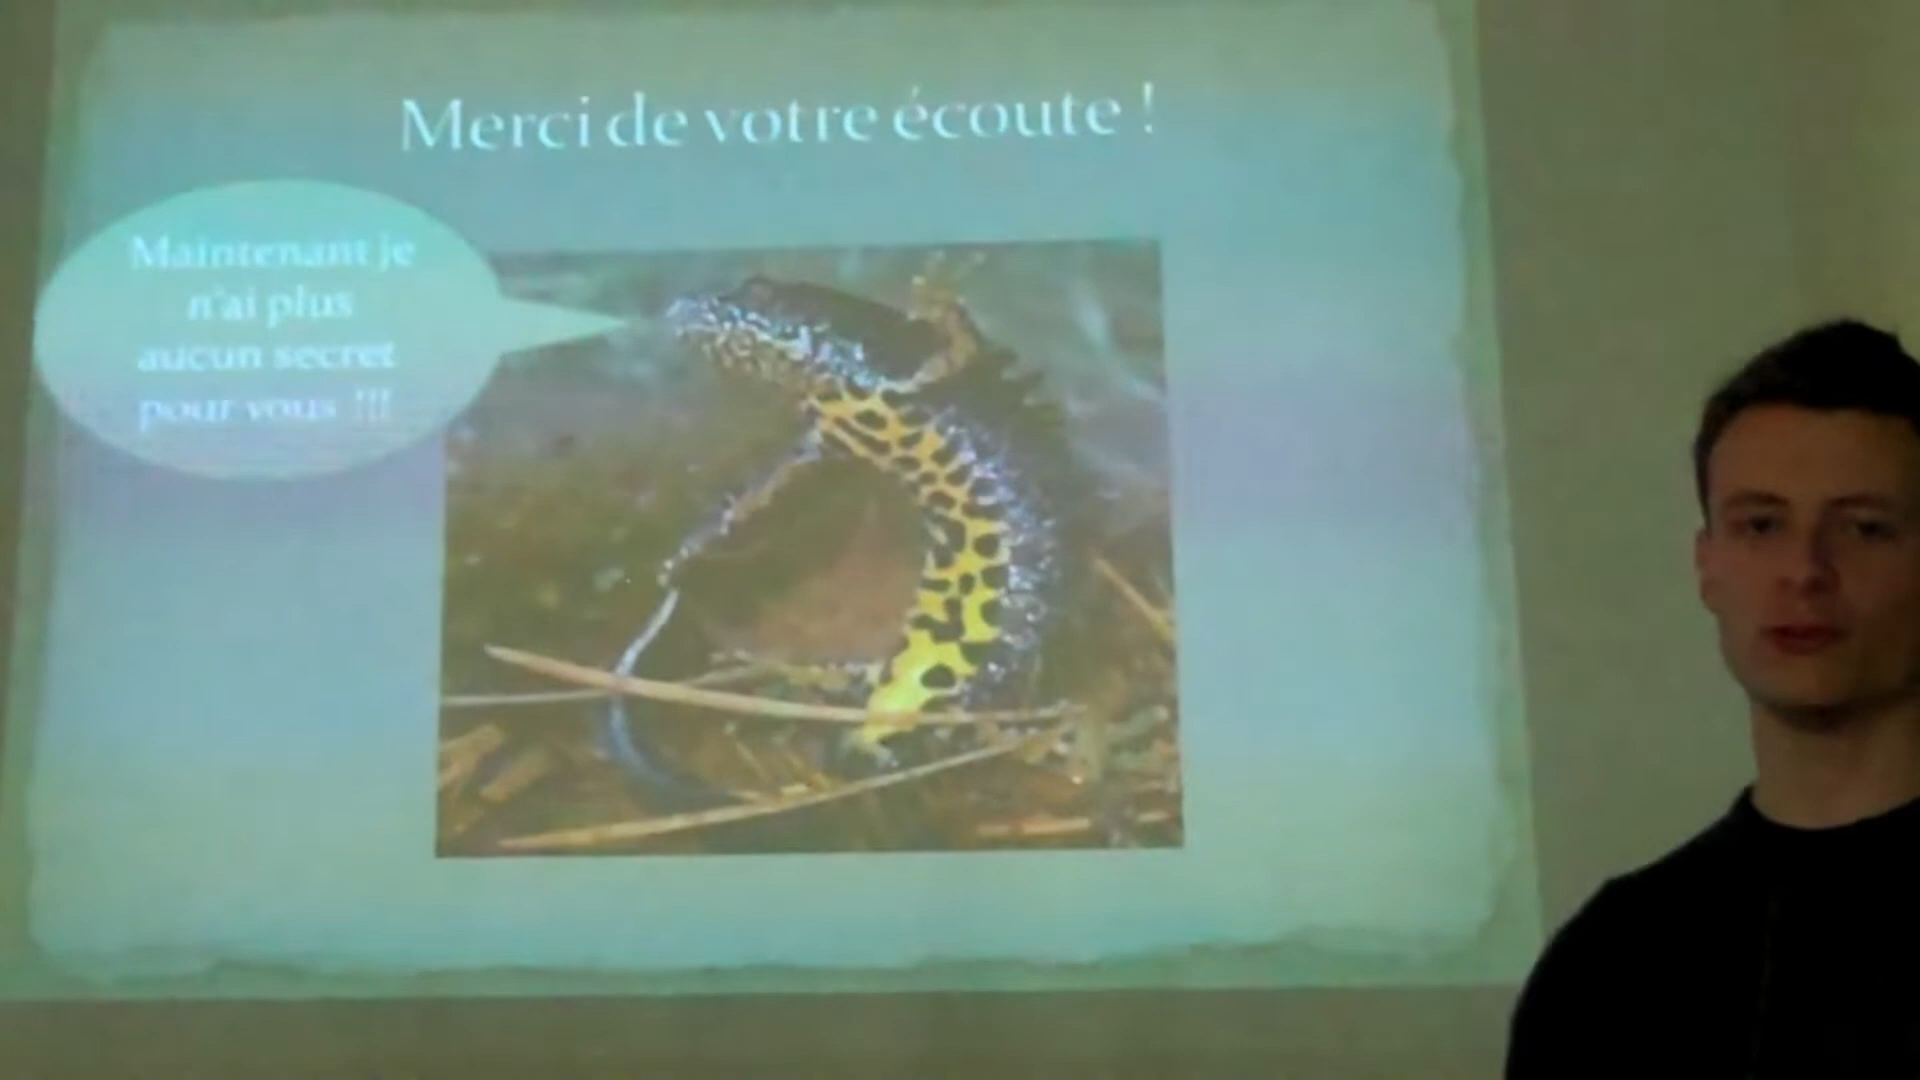 Merci de votre écoute !
Maintenant je
n'ai plus
aucun secret
pour vous !!!